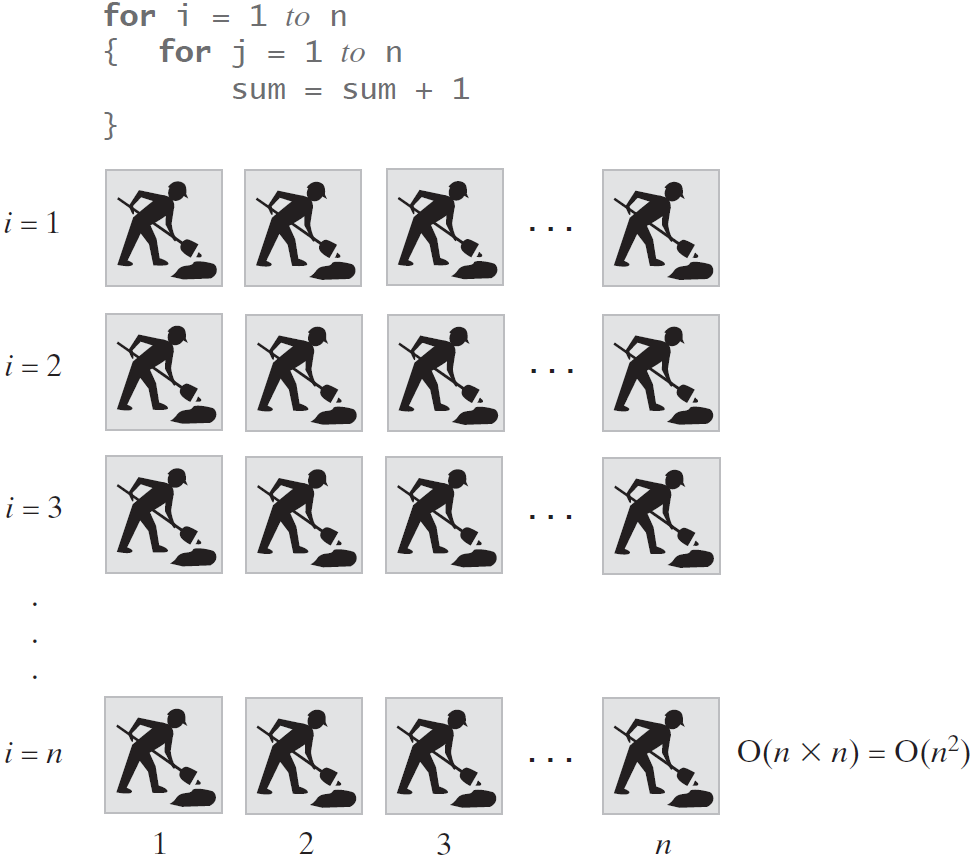 for i = 1 to n
{ for j = 1 to n
sum = sum + 1
}
i = 1 . . .
i = 2 . . .
i = 3 . . .
.
.
.
i = n . . . O(n × n) = O(n²)
1 2 3 n